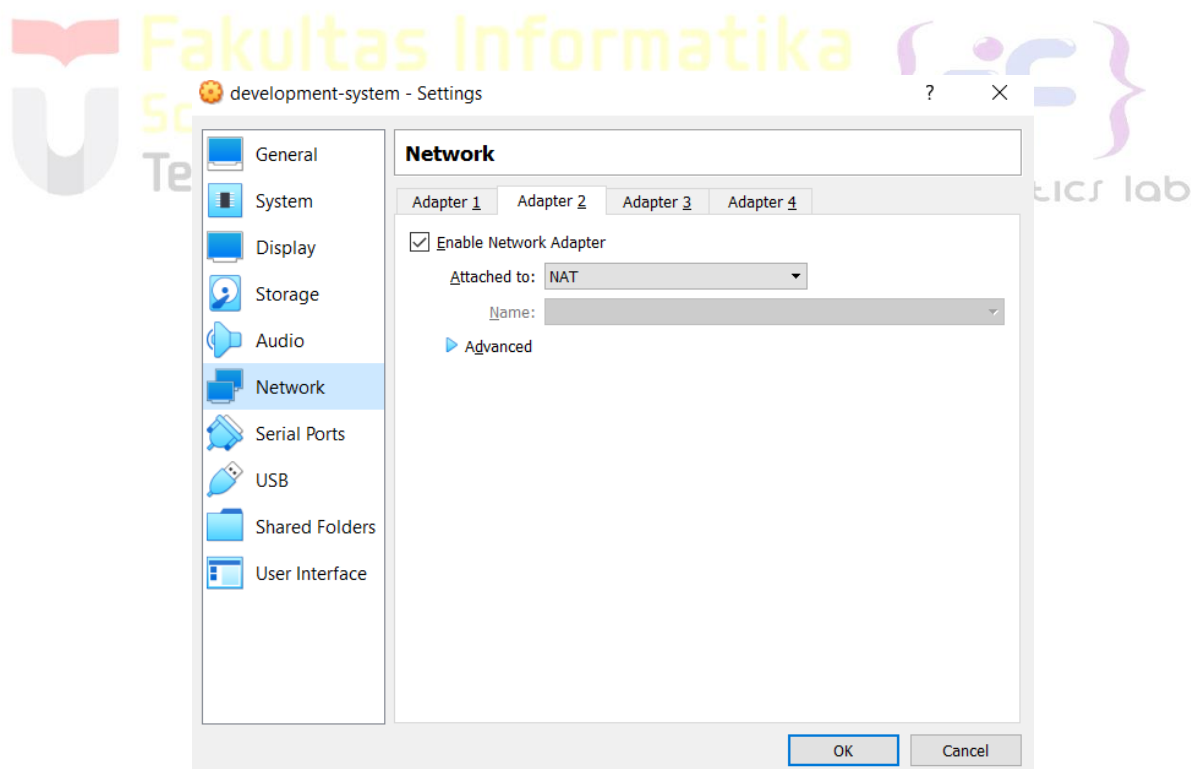 Fakultas Informatika
development-system - Settings
?
General
System
Display
Storage
Audio
Network
Serial Ports
USB
Shared Folders
User Interface
Network
Adapter 1
Adapter 2
Adapter 3
Adapter 4
Enable Network Adapter
Attached to: NAT
Name:
Advanced
OK
Cancel
lab